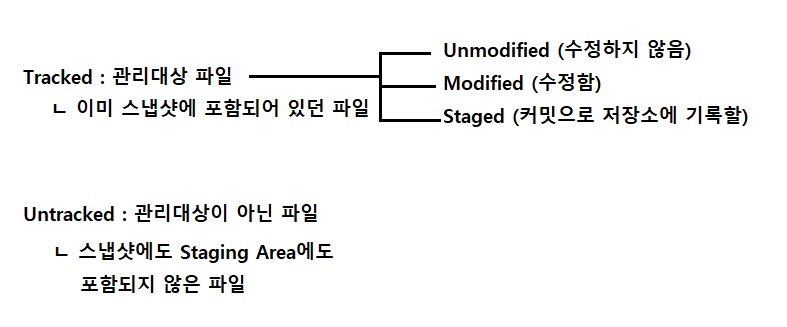 Tracked : 관리대상 파일
ㄴ 이미 스냅샷에 포함되어 있던 파일
Unmodified (수정하지 않음)
Modified (수정함)
Staged (커밋으로 저장소에 기록할)
Untracked : 관리대상이 아닌 파일
ㄴ 스냅샷에도 Staging Area에도
포함되지 않은 파일